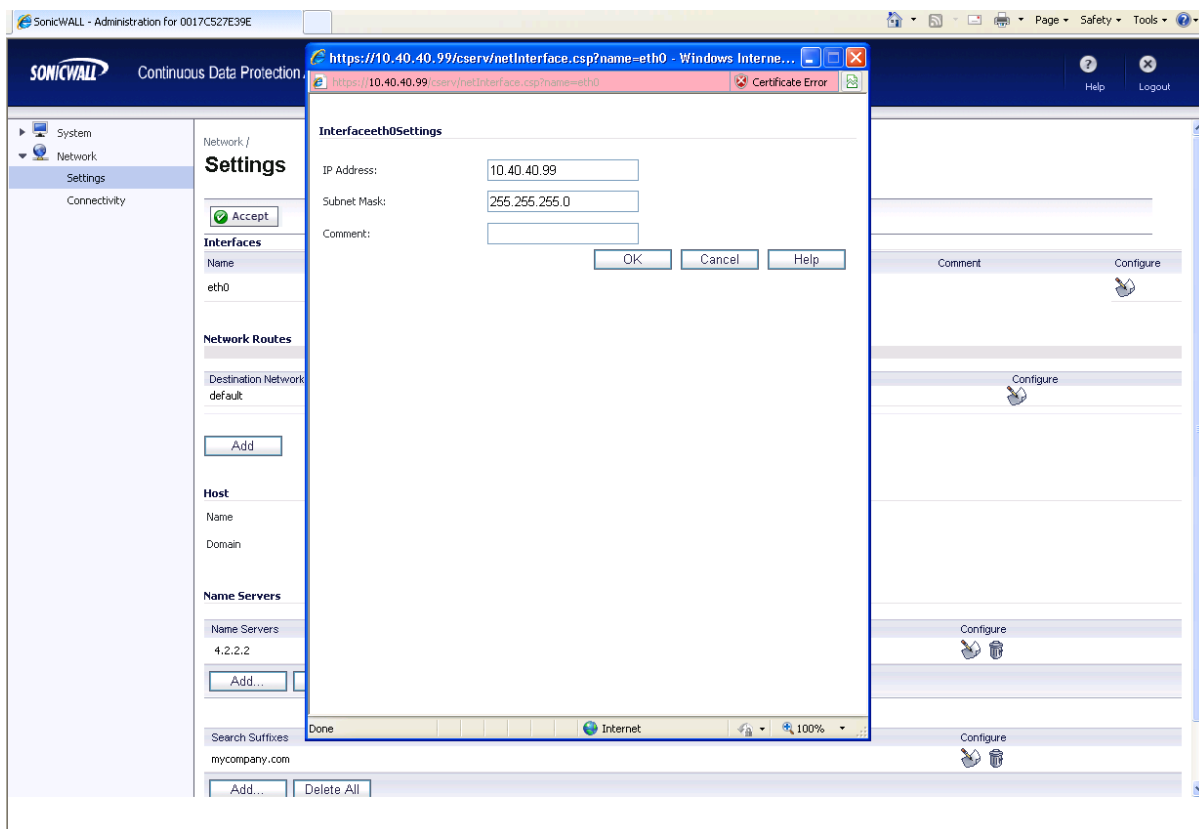 SonicWALL - Administration for 0017C527E39E
Page
Safety
Tools
SONICWALL
Continuous Data Protection
Help
Logout
System
Network
Settings
Connectivity
Network /
Settings
Accept
Interfaces
Name
Comment
Configure
eth0
Network Routes
Destination Network
Configure
default
Add
Host
Name
Domain
Name Servers
Name Servers
Configure
4.2.2.2
Add...
Search Suffixes
Configure
mycompany.com
Add...
Delete All
https://10.40.40.99/cserv/netInterface.csp?name=eth0 - Windows Interne...
https://10.40.40.99/cserv/netInterface.csp?name=eth0
Certificate Error
Interfaceeth0Settings
IP Address:
10.40.40.99
Subnet Mask:
255.255.255.0
Comment:
OK
Cancel
Help
Done
Internet
100%